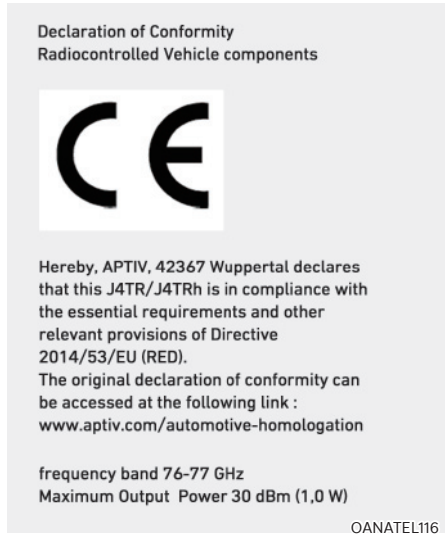 Declaration of Conformity
Radiocontrolled Vehicle components
CE
Hereby, APTIV, 42367 Wuppertal declares
that this J4TR/J4TRh is in compliance with
the essential requirements and other
relevant provisions of Directive
2014/53/EU (RED).
The original declaration of conformity can
be accessed at the following link :
www.aptiv.com/automotive-homologation
frequency band 76-77 GHz
Maximum Output  Power 30 dBm (1,0 W)
OANATEL116